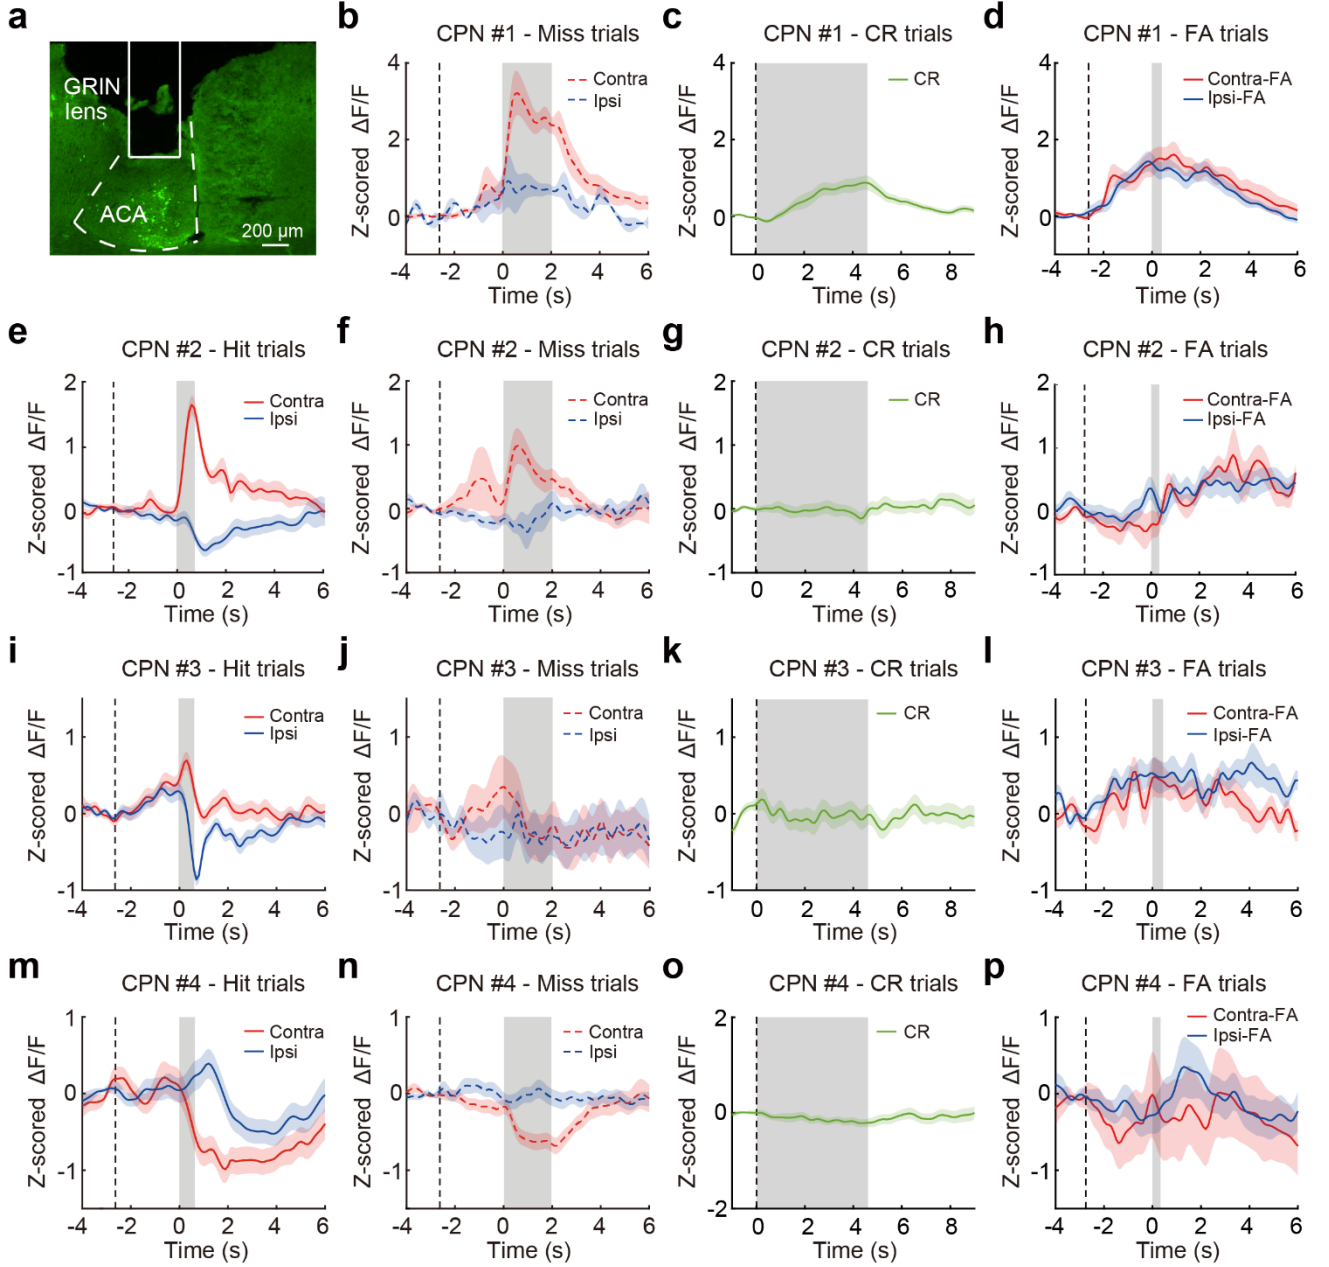 a
GRIN
lens
ACA
200 μm
b
CPN #1 - Miss trials
Z-scored ΔF/F
4
2
0
Contra
Ipsi
-4 -2 0 2 4 6
Time (s)
c
CPN #1 - CR trials
Z-scored ΔF/F
4
2
0
CR
0 2 4 6 8
Time (s)
d
CPN #1 - FA trials
Z-scored ΔF/F
4
2
0
Contra-FA
Ipsi-FA
-4 -2 0 2 4 6
Time (s)
e
CPN #2 - Hit trials
Z-scored ΔF/F
2
1
0
-1
Contra
Ipsi
-4 -2 0 2 4 6
Time (s)
f
CPN #2 - Miss trials
Z-scored ΔF/F
2
1
0
-1
Contra
Ipsi
-4 -2 0 2 4 6
Time (s)
g
CPN #2 - CR trials
Z-scored ΔF/F
2
1
0
-1
CR
0 2 4 6 8
Time (s)
h
CPN #2 - FA trials
Z-scored ΔF/F
2
1
0
-1
Contra-FA
Ipsi-FA
-4 -2 0 2 4 6
Time (s)
i
CPN #3 - Hit trials
Z-scored ΔF/F
1
0
-1
Contra
Ipsi
-4 -2 0 2 4 6
Time (s)
j
CPN #3 - Miss trials
Z-scored ΔF/F
1
0
-1
Contra
Ipsi
-4 -2 0 2 4 6
Time (s)
k
CPN #3 - CR trials
Z-scored ΔF/F
1
0
-1
CR
0 2 4 6 8
Time (s)
l
CPN #3 - FA trials
Z-scored ΔF/F
1
0
-1
Contra-FA
Ipsi-FA
-4 -2 0 2 4 6
Time (s)
m
CPN #4 - Hit trials
Z-scored ΔF/F
1
0
-1
Contra
Ipsi
-4 -2 0 2 4 6
Time (s)
n
CPN #4 - Miss trials
Z-scored ΔF/F
1
0
-1
Contra
Ipsi
-4 -2 0 2 4 6
Time (s)
o
CPN #4 - CR trials
Z-scored ΔF/F
2
0
-2
CR
0 2 4 6 8
Time (s)
p
CPN #4 - FA trials
Z-scored ΔF/F
1
0
-1
Contra-FA
Ipsi-FA
-4 -2 0 2 4 6
Time (s)